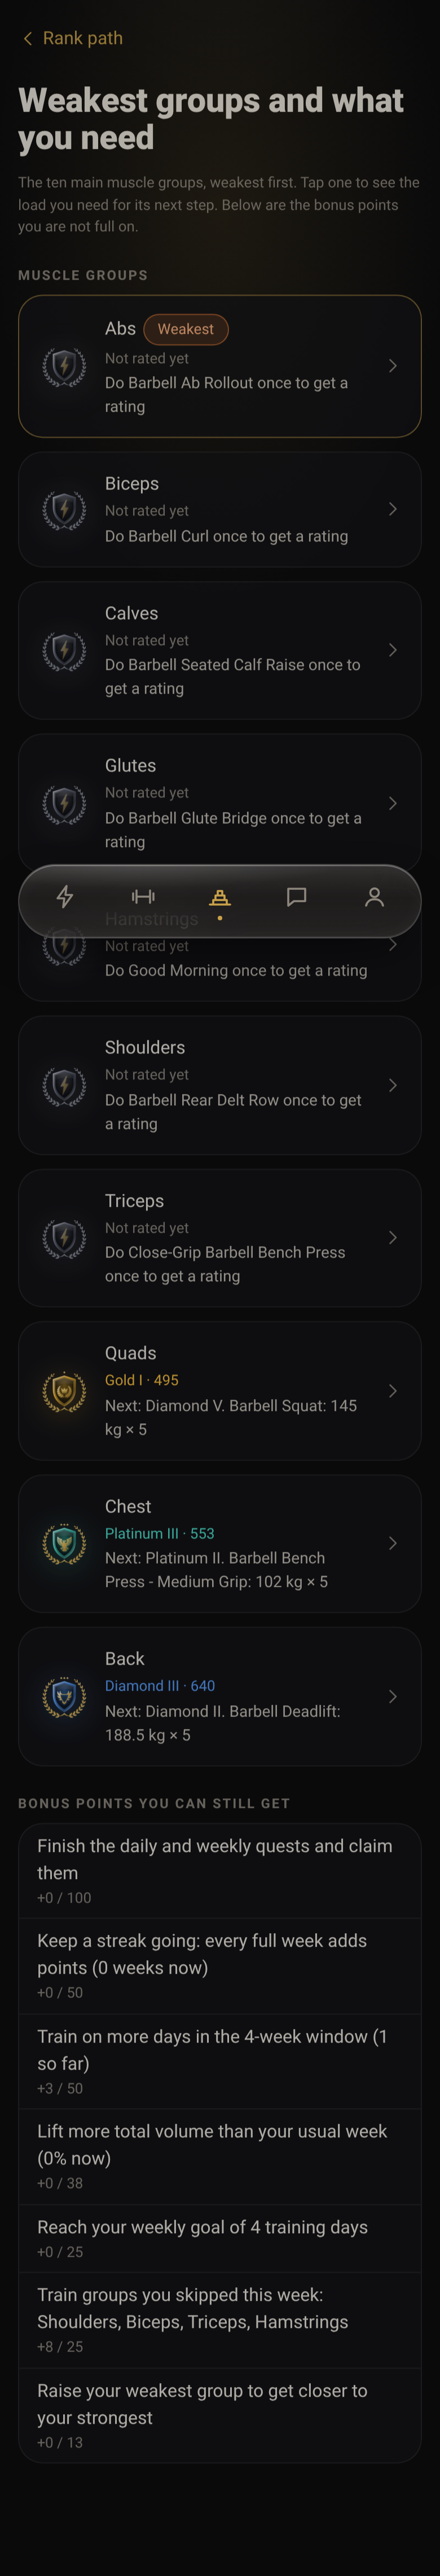 Rank path
Weakest groups and what
you need
The ten main muscle groups, weakest first. Tap one to see the
load you need for its next step. Below are the bonus points
you are not full on.
MUSCLE GROUPS
Abs Weakest
Not rated yet
Do Barbell Ab Rollout once to get a
rating
Biceps
Not rated yet
Do Barbell Curl once to get a rating
Calves
Not rated yet
Do Barbell Seated Calf Raise once to
get a rating
Glutes
Not rated yet
Do Barbell Glute Bridge once to get a
rating
Hamstrings
Not rated yet
Do Good Morning once to get a rating
Shoulders
Not rated yet
Do Barbell Rear Delt Row once to get
a rating
Triceps
Not rated yet
Do Close-Grip Barbell Bench Press
once to get a rating
Quads
Gold I · 495
Next: Diamond V. Barbell Squat: 145
kg × 5
Chest
Platinum III · 553
Next: Platinum II. Barbell Bench
Press - Medium Grip: 102 kg × 5
Back
Diamond III · 640
Next: Diamond II. Barbell Deadlift:
188.5 kg × 5
BONUS POINTS YOU CAN STILL GET
Finish the daily and weekly quests and claim
them
+0 / 100
Keep a streak going: every full week adds
points (0 weeks now)
+0 / 50
Train on more days in the 4-week window (1
so far)
+3 / 50
Lift more total volume than your usual week
(0% now)
+0 / 38
Reach your weekly goal of 4 training days
+0 / 25
Train groups you skipped this week:
Shoulders, Biceps, Triceps, Hamstrings
+8 / 25
Raise your weakest group to get closer to
your strongest
+0 / 13